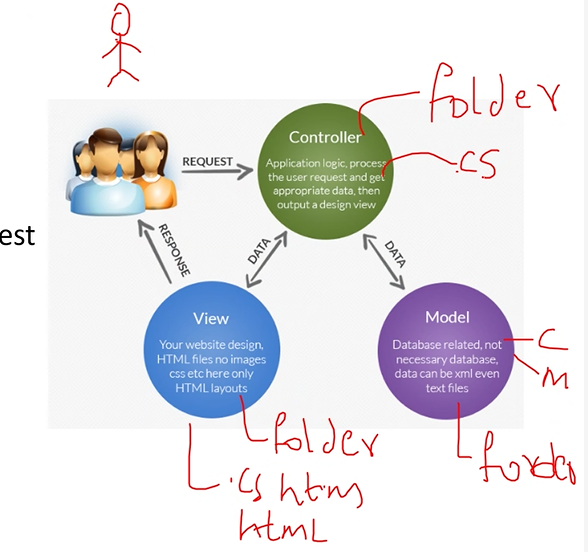 folder
Controller
REQUEST
Application logic, process
the user request and get
appropriate data, then
output a design view
.cs
est
RESPONSE
DATA
DATA
View
Your website design,
HTML files no images
css etc here only
HTML layouts
Model
Database related, not
necessary database,
data can be xml even
text files
C
M
folder
.cs html
HTML